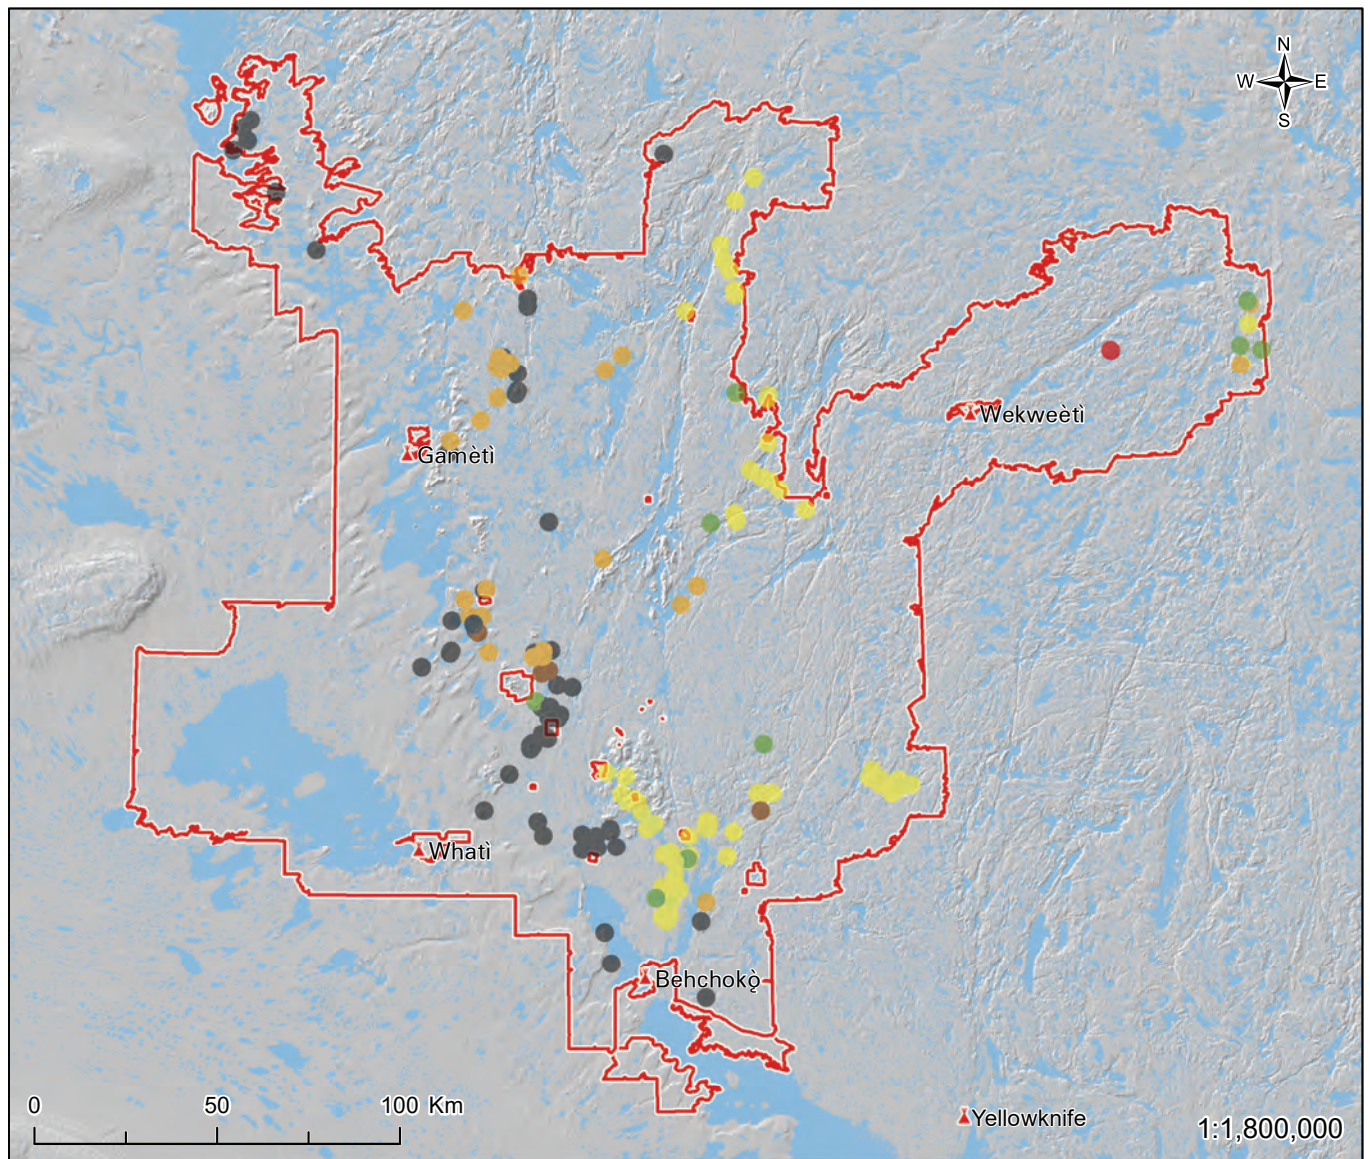 N
W E
S
Wekweètì
Gamètì
Whatì
Behchokǫ̀
0 50 100 Km
Yellowknife
1:1,800,000